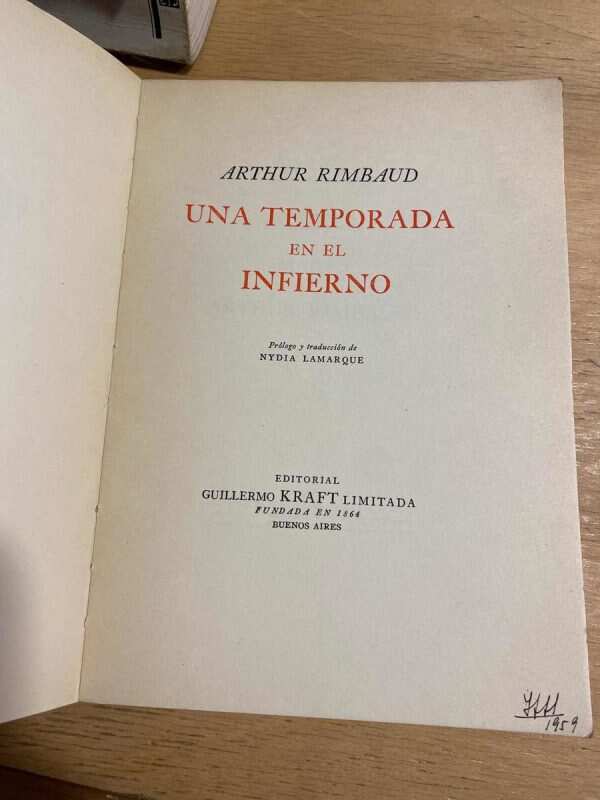 ARTHUR RIMBAUD
UNA TEMPORADA
EN EL
INFIERNO
Prólogo y traducción de
NYDIA LAMARQUE
EDITORIAL
GUILLERMO KRAFT LIMITADA
FUNDADA EN 1864
BUENOS AIRES
1959